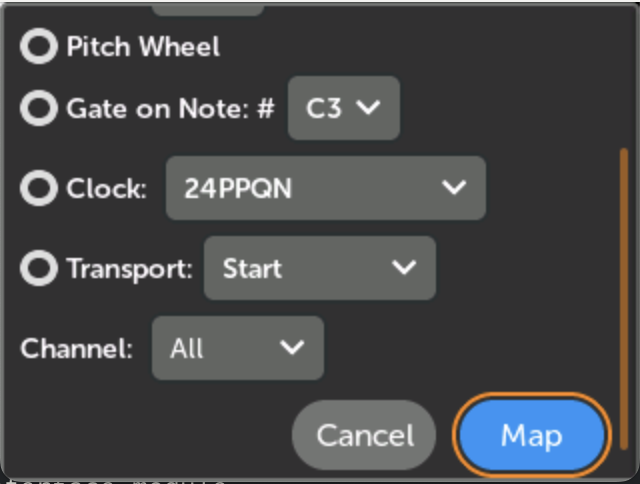 Pitch Wheel
Gate on Note: # C3
Clock: 24PPQN
Transport: Start
Channel: All
Cancel Map